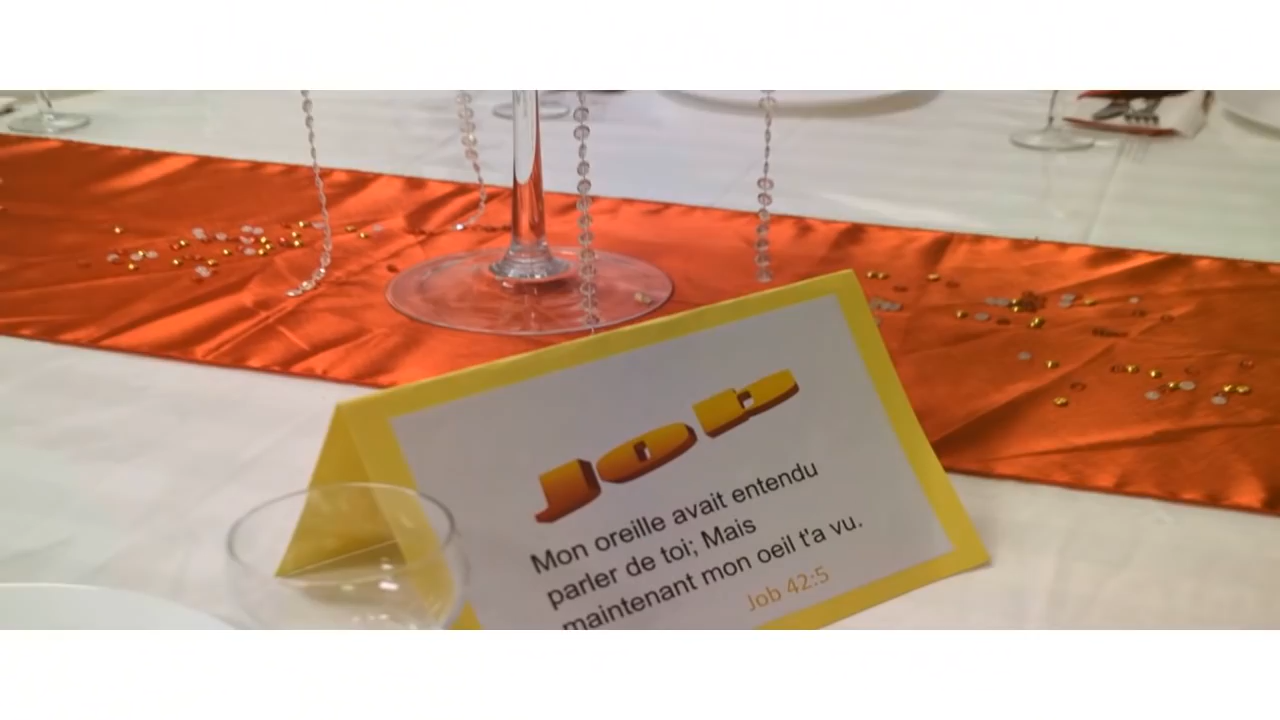 JOB
Mon oreille avait entendu
parler de toi; Mais
maintenant mon oeil t'a vu.
Job 42:5